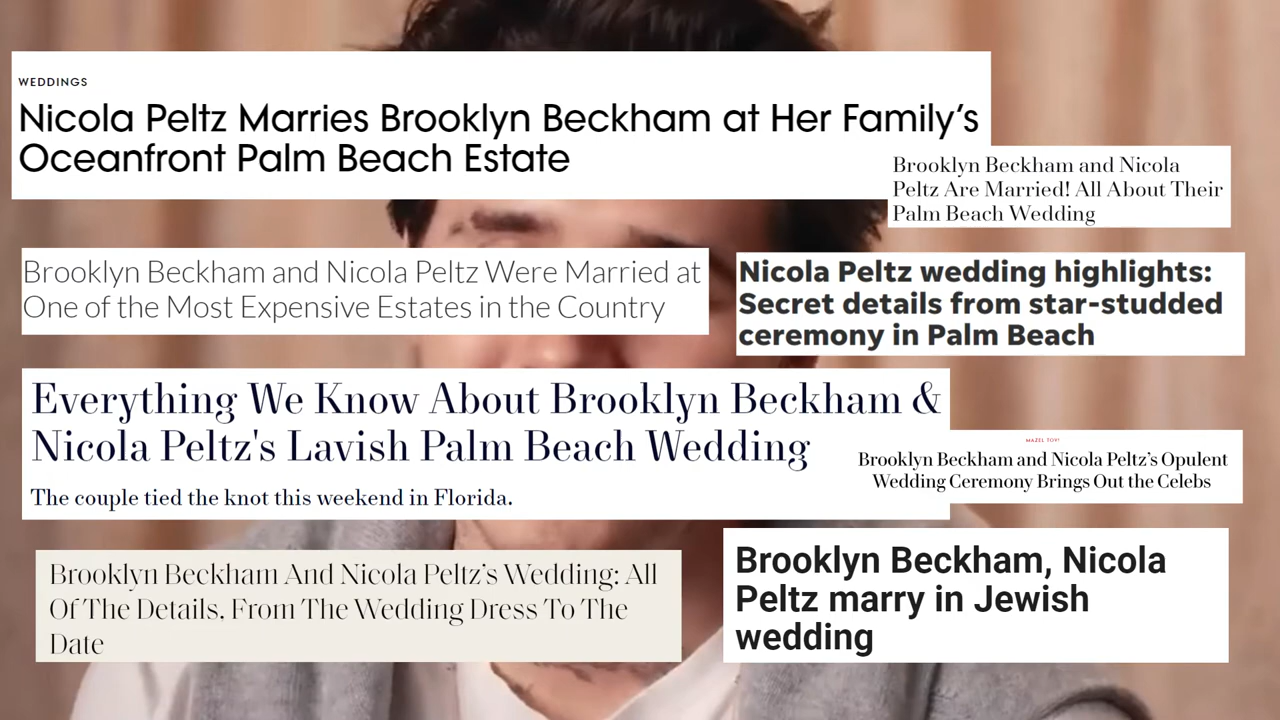 WEDDINGS
Nicola Peltz Marries Brooklyn Beckham at Her Family's
Oceanfront Palm Beach Estate
Brooklyn Beckham and Nicola
Peltz Are Married! All About Their
Palm Beach Wedding
Brooklyn Beckham and Nicola Peltz Were Married at
One of the Most Expensive Estates in the Country
Nicola Peltz wedding highlights:
Secret details from star-studded
ceremony in Palm Beach
Everything We Know About Brooklyn Beckham &
Nicola Peltz's Lavish Palm Beach Wedding
The couple tied the knot this weekend in Florida.
MAZEL TOV!
Brooklyn Beckham and Nicola Peltz's Opulent
Wedding Ceremony Brings Out the Celebs
Brooklyn Beckham And Nicola Peltz's Wedding: All
Of The Details, From The Wedding Dress To The
Date
Brooklyn Beckham, Nicola
Peltz marry in Jewish
wedding